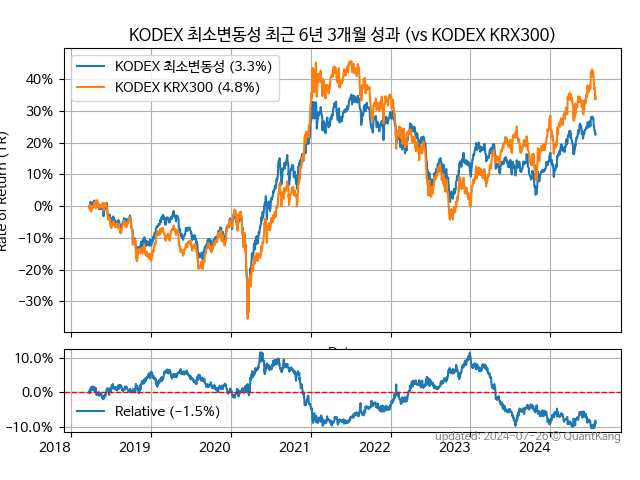 KODEX 최소변동성 최근 6년 3개월 성과 (vs KODEX KRX300)
KODEX 최소변동성 (3.3%)
KODEX KRX300 (4.8%)
40%
30%
20%
10%
0%
−10%
−20%
−30%
Rate of Return (TR)
10.0%
0.0%
−10.0%
Relative (−1.5%)
2018 2019 2020 2021 2022 2023 2024
updated: 2024-07-26 © QuantKang